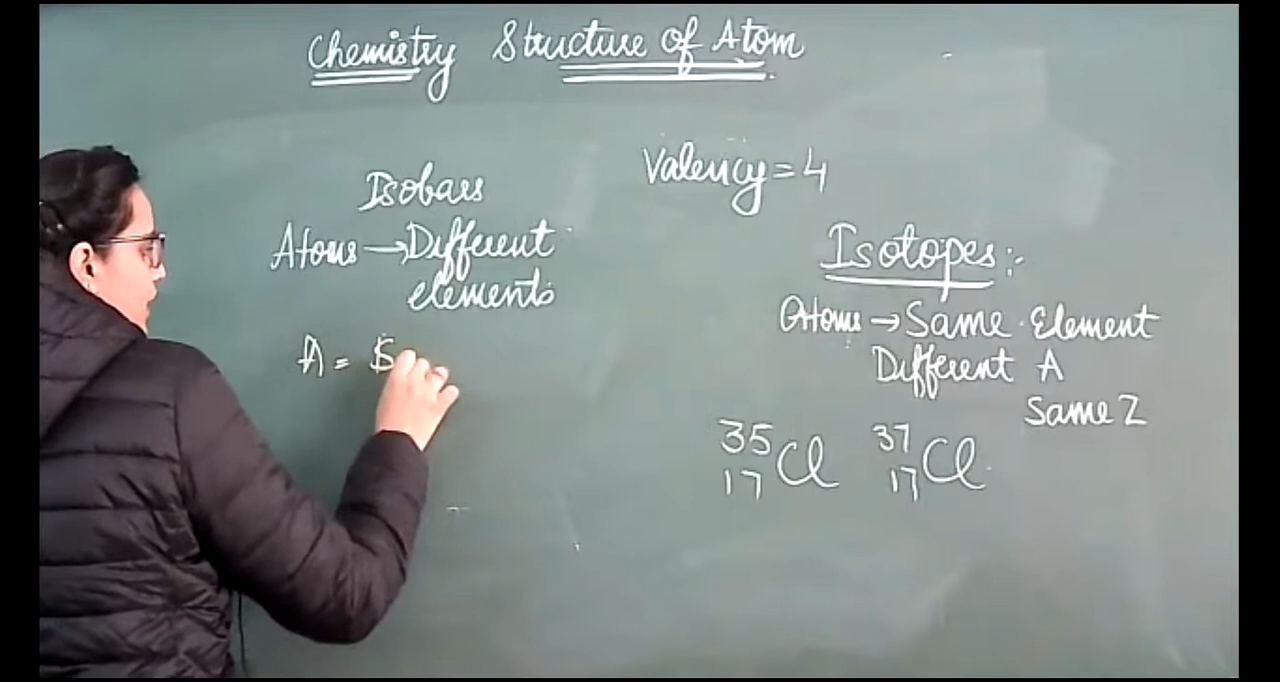 Chemistry Structure of Atom
Valency = 4
Isobars
Atoms → Different
elements
A = S
Isotopes :-
Atoms → Same Element
Different A
Same Z
35 17 Cl 37 17 Cl